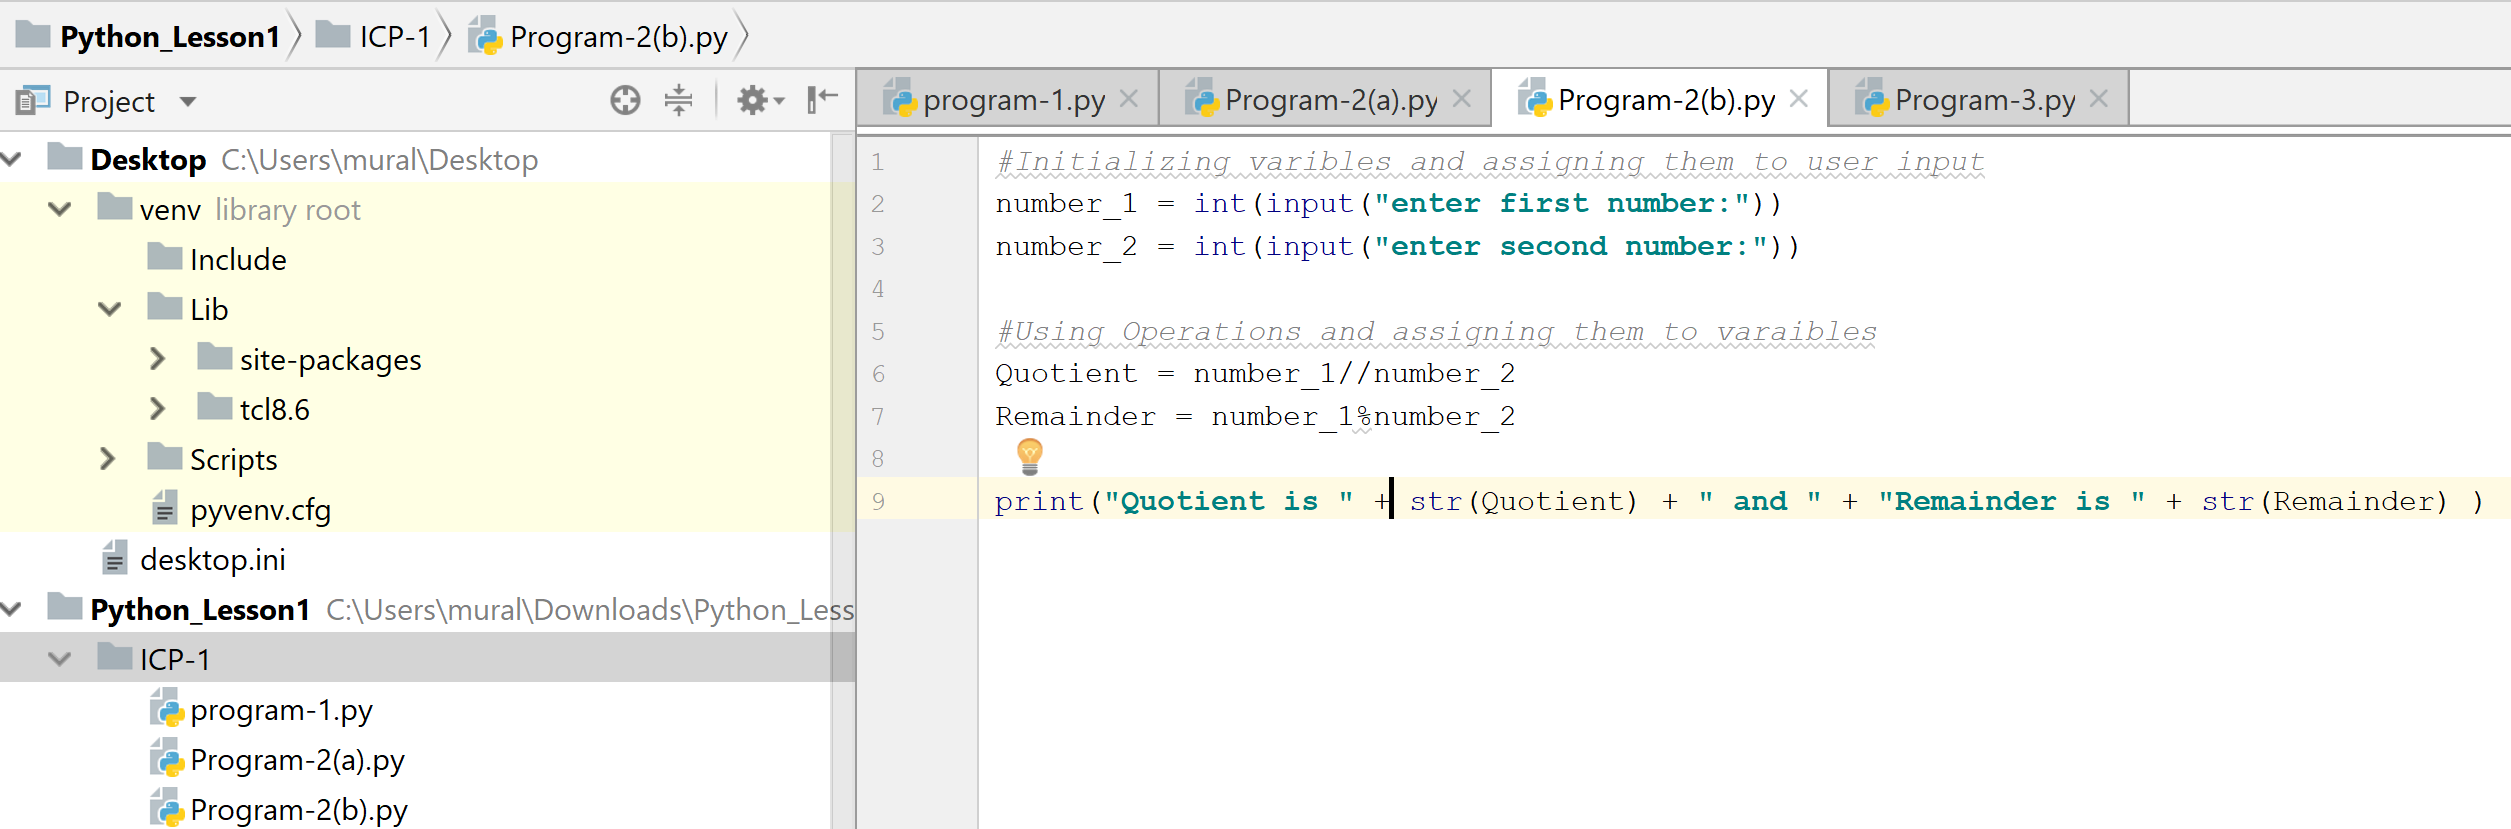 Python_Lesson1 ICP-1 Program-2(b).py
Project
program-1.py Program-2(a).py Program-2(b).py Program-3.py
Desktop C:\Users\mural\Desktop
venv library root
Include
Lib
site-packages
tcl8.6
Scripts
pyvenv.cfg
desktop.ini
Python_Lesson1 C:\Users\mural\Downloads\Python_Less
ICP-1
program-1.py
Program-2(a).py
Program-2(b).py
1 #Initializing varibles and assigning them to user input
2 number_1 = int(input("enter first number:"))
3 number_2 = int(input("enter second number:"))
4
5 #Using Operations and assigning them to varaibles
6 Quotient = number_1//number_2
7 Remainder = number_1%number_2
8
9 print("Quotient is " + str(Quotient) + " and " + "Remainder is " + str(Remainder) )